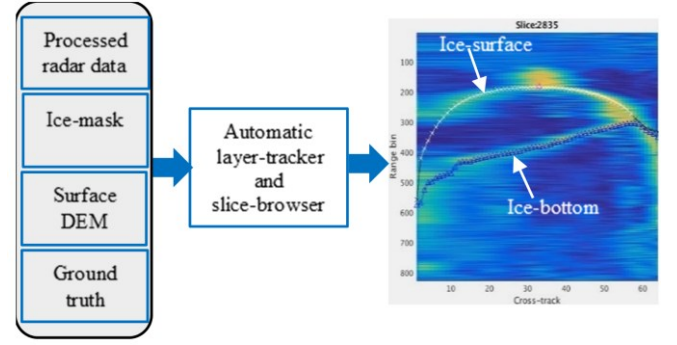 Processed
radar data
Ice-mask
Surface
DEM
Ground
truth
Automatic
layer-tracker
and
slice-browser
Slice:2835
Ice-surface
Ice-bottom
Range bin
100
200
300
400
500
600
700
800
10
20
30
40
50
60
Cross-track